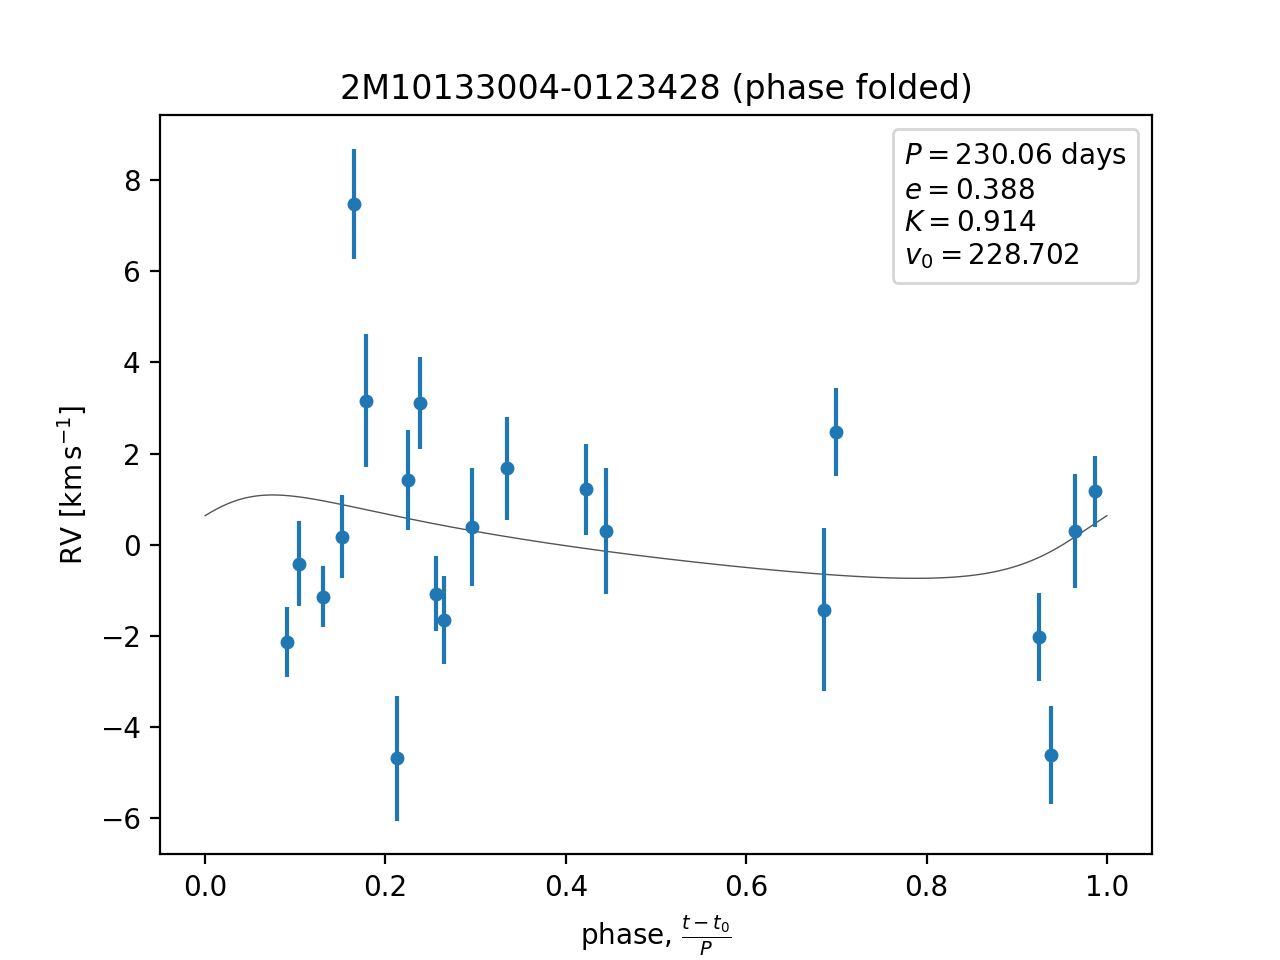 2M10133004-0123428 (phase folded)
P = 230.06 days
e = 0.388
K = 0.914
v₀ = 228.702
RV [km s⁻¹]
8
6
4
2
0
−2
−4
−6
0.0 0.2 0.4 0.6 0.8 1.0
phase, (t − t₀)/P